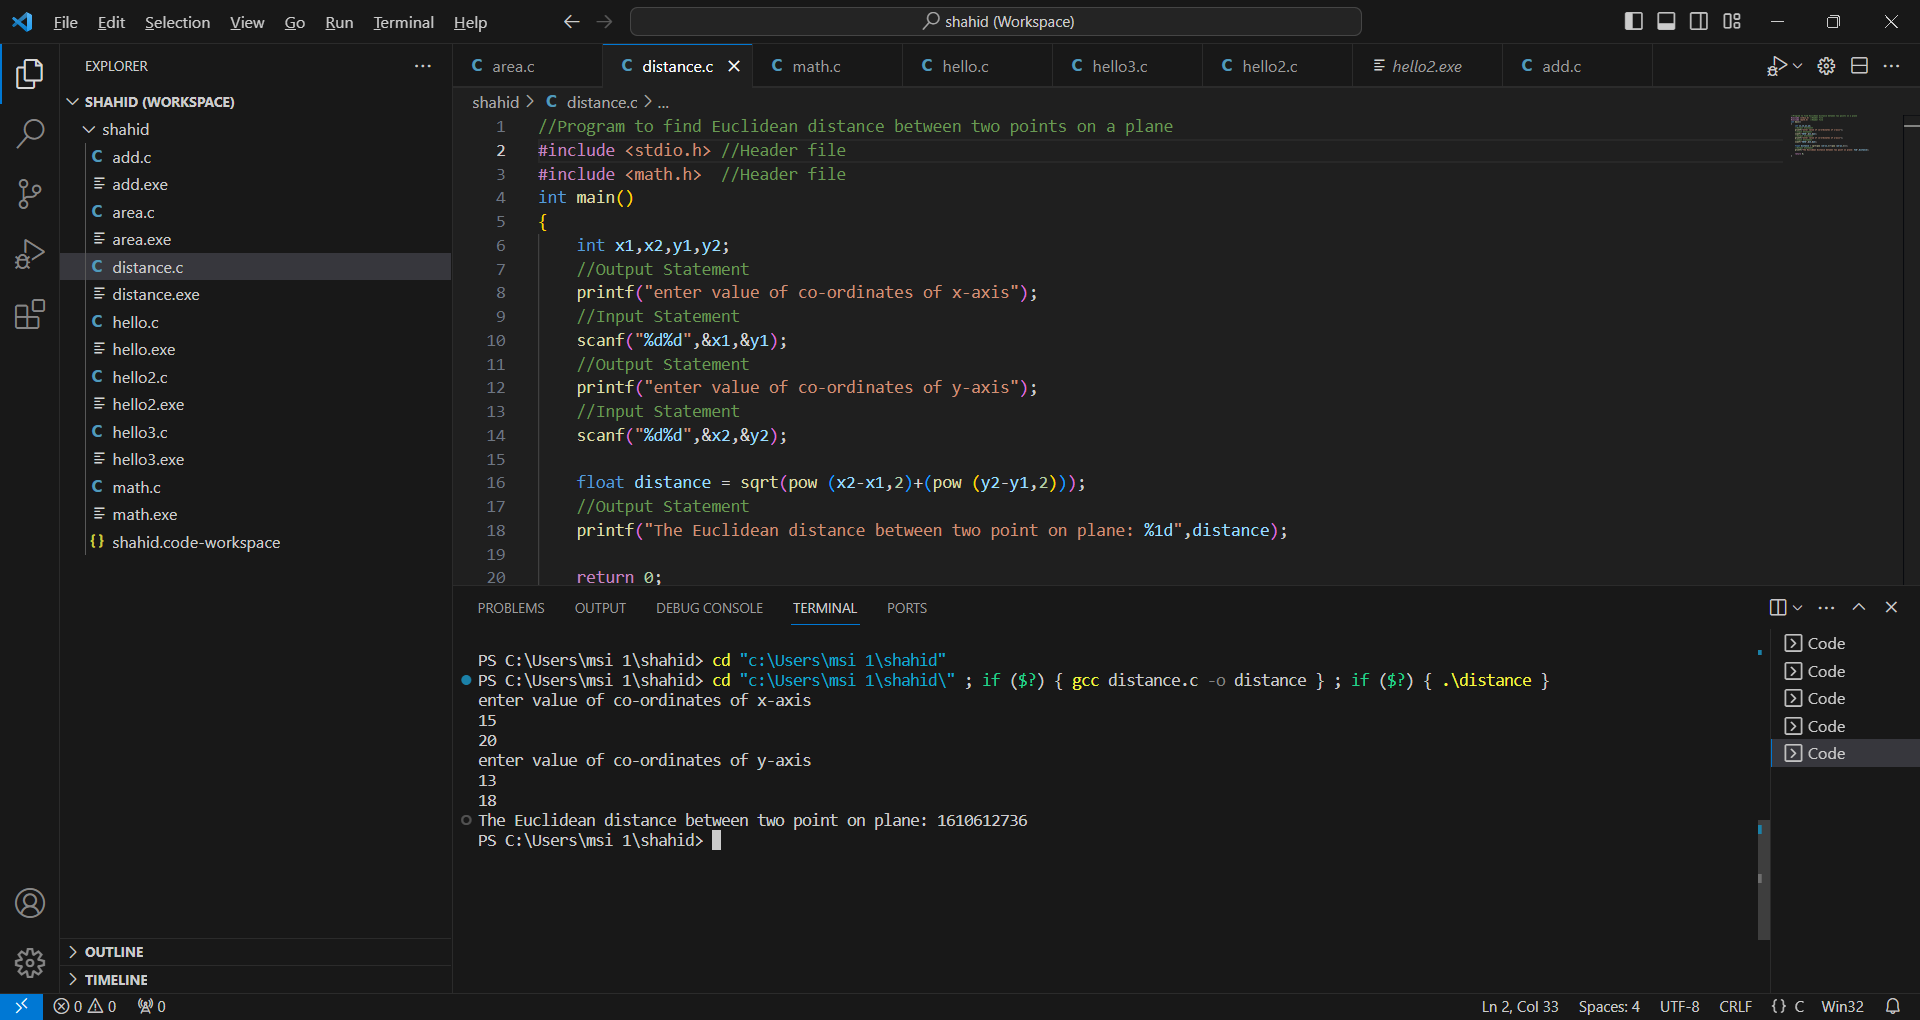 File Edit Selection View Go Run Terminal Help shahid (Workspace)
EXPLORER
SHAHID (WORKSPACE)
shahid
C add.c
add.exe
C area.c
area.exe
C distance.c
distance.exe
C hello.c
hello.exe
C hello2.c
hello2.exe
C hello3.c
hello3.exe
C math.c
math.exe
{} shahid.code-workspace
OUTLINE
TIMELINE
C area.c C distance.c C math.c C hello.c C hello3.c C hello2.c hello2.exe C add.c
shahid > C distance.c > ...
1 //Program to find Euclidean distance between two points on a plane
2 #include <stdio.h> //Header file
3 #include <math.h>  //Header file
4 int main()
5 {
6     int x1,x2,y1,y2;
7     //Output Statement
8     printf("enter value of co-ordinates of x-axis");
9     //Input Statement
10     scanf("%d%d",&x1,&y1);
11     //Output Statement
12     printf("enter value of co-ordinates of y-axis");
13     //Input Statement
14     scanf("%d%d",&x2,&y2);
15
16     float distance = sqrt(pow (x2-x1,2)+(pow (y2-y1,2)));
17     //Output Statement
18     printf("The Euclidean distance between two point on plane: %1d",distance);
19
20     return 0;
PROBLEMS OUTPUT DEBUG CONSOLE TERMINAL PORTS
PS C:\Users\msi 1\shahid> cd "c:\Users\msi 1\shahid"
PS C:\Users\msi 1\shahid> cd "c:\Users\msi 1\shahid\" ; if ($?) { gcc distance.c -o distance } ; if ($?) { .\distance }
enter value of co-ordinates of x-axis
15
20
enter value of co-ordinates of y-axis
13
18
The Euclidean distance between two point on plane: 1610612736
PS C:\Users\msi 1\shahid>
Code
Code
Code
Code
Code
0 0 0 Ln 2, Col 33 Spaces: 4 UTF-8 CRLF {} C Win32